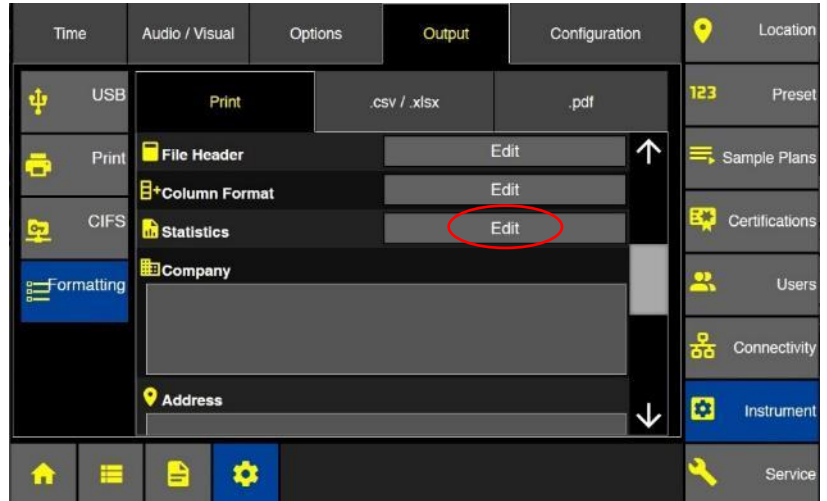 Time Audio / Visual Options Output Configuration
Location
USB
Print .csv / .xlsx .pdf
123 Preset
File Header Edit
Print
Sample Plans
Column Format Edit
CIFS
Statistics Edit
Certifications
Company
Formatting
Users
Connectivity
Address
Instrument
Service